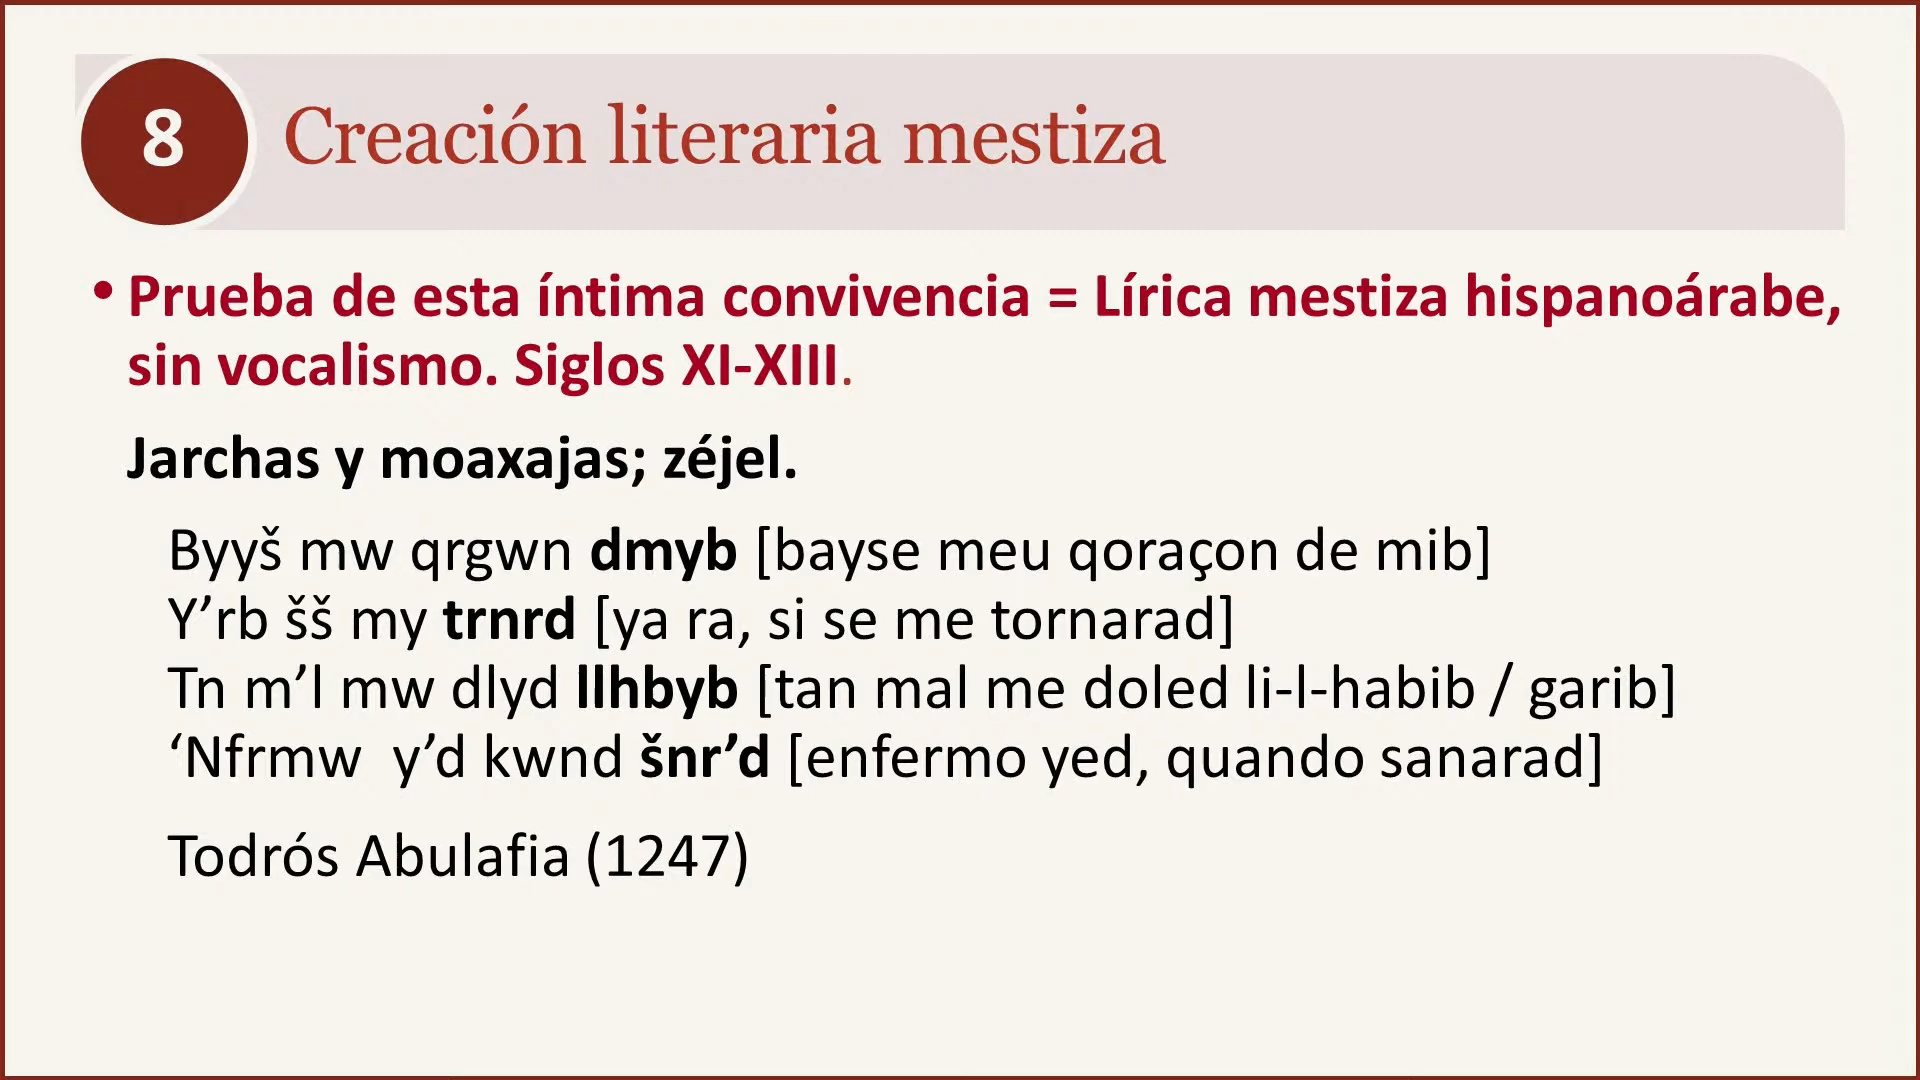 8
Creación literaria mestiza
• Prueba de esta íntima convivencia = Lírica mestiza hispanoárabe,
sin vocalismo. Siglos XI-XIII.
Jarchas y moaxajas; zéjel.
Byyš mw qrgwn dmyb [bayse meu qoraçon de mib]
Y’rb šš my trnrd [ya ra, si se me tornarad]
Tn m’l mw dlyd llhbyb [tan mal me doled li-l-habib / garib]
‘Nfrmw y’d kwnd šnr’d [enfermo yed, quando sanarad]
Todrós Abulafia (1247)